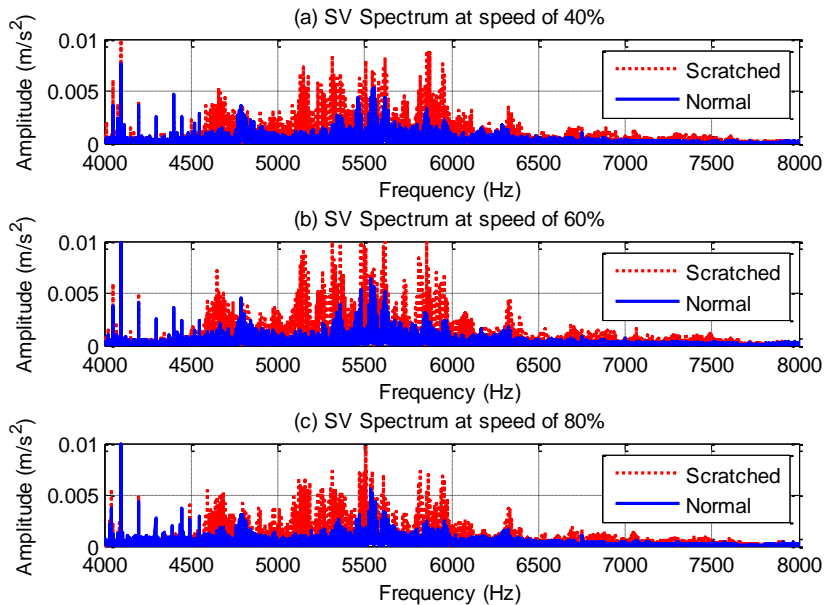 (a) SV Spectrum at speed of 40%
Amplitude (m/s²)
0.01
0.005
0
Scratched
Normal
4000 4500 5000 5500 6000 6500 7000 7500 8000
Frequency (Hz)
(b) SV Spectrum at speed of 60%
Amplitude (m/s²)
0.01
0.005
0
Scratched
Normal
4000 4500 5000 5500 6000 6500 7000 7500 8000
Frequency (Hz)
(c) SV Spectrum at speed of 80%
Amplitude (m/s²)
0.01
0.005
0
Scratched
Normal
4000 4500 5000 5500 6000 6500 7000 7500 8000
Frequency (Hz)